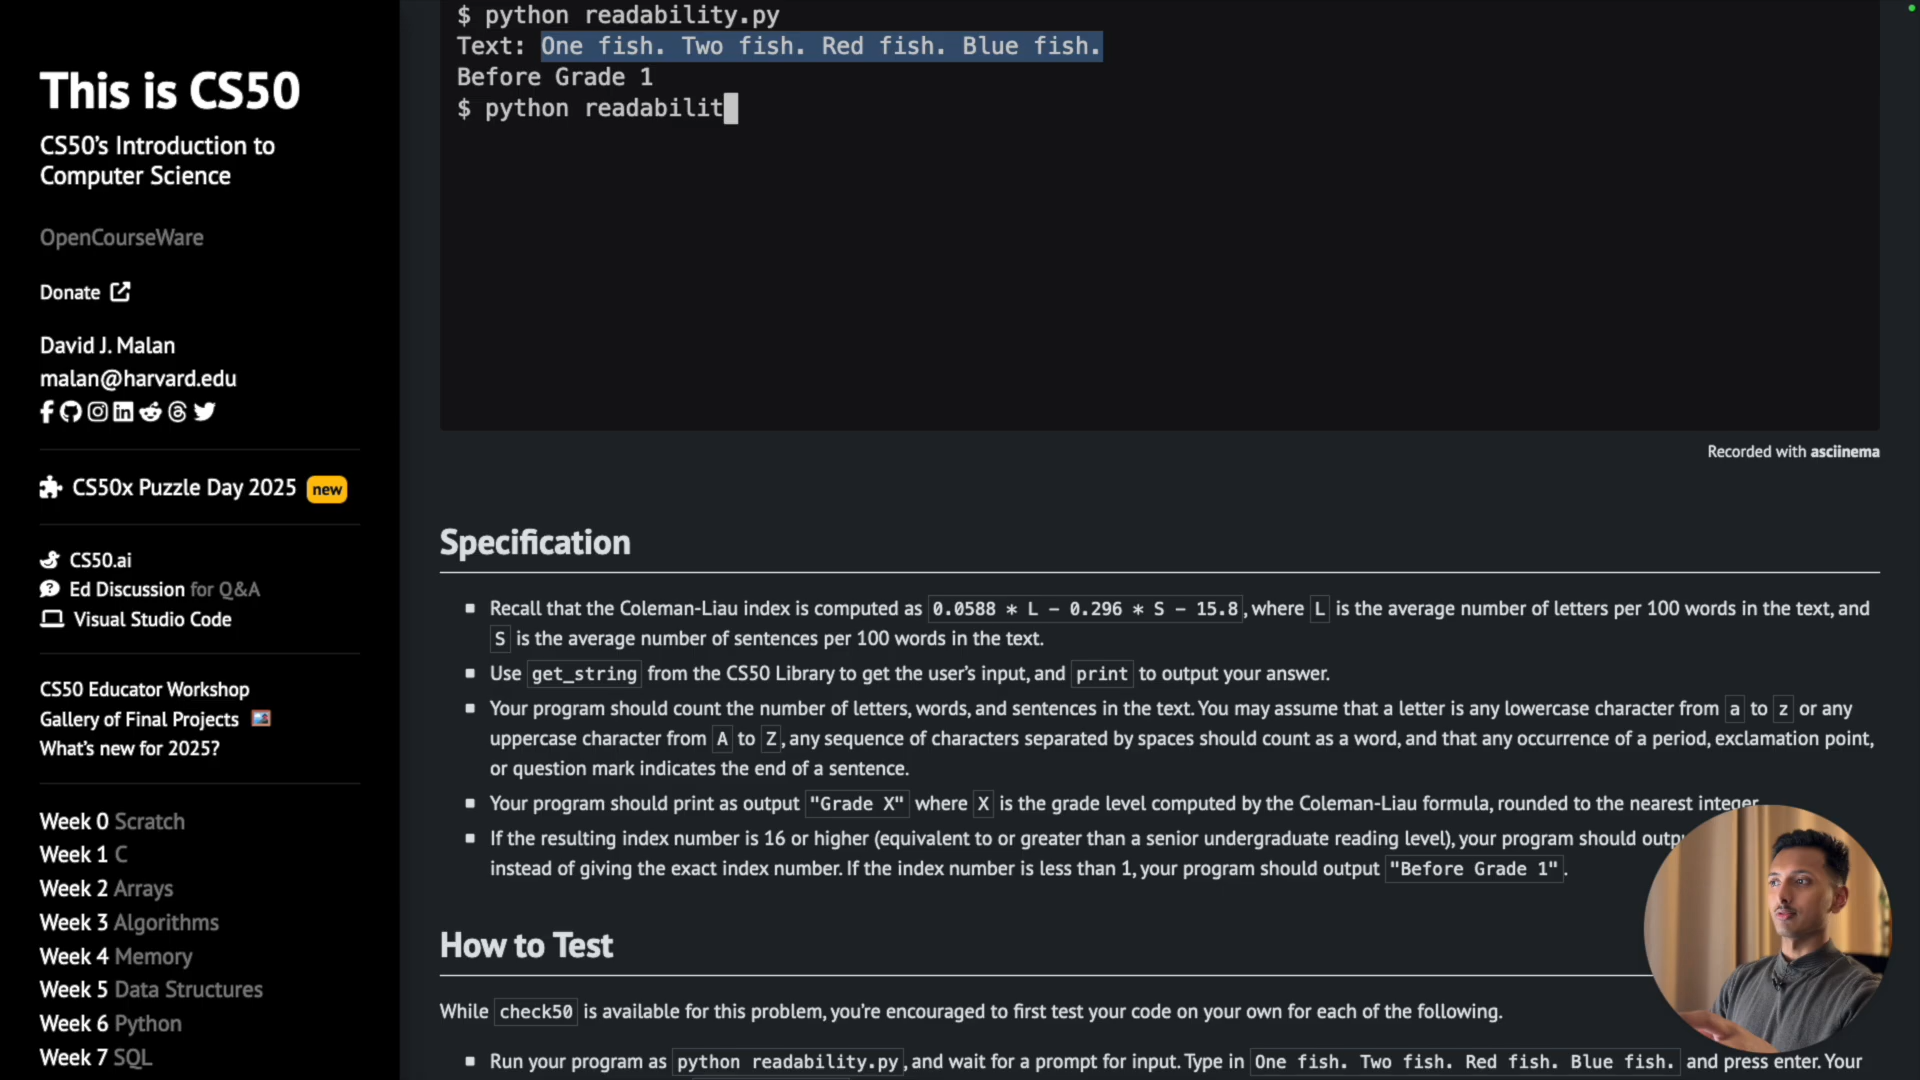 This is CS50
CS50's Introduction to
Computer Science
OpenCourseWare
Donate
David J. Malan
malan@harvard.edu
CS50x Puzzle Day 2025 new
CS50.ai
Ed Discussion for Q&A
Visual Studio Code
CS50 Educator Workshop
Gallery of Final Projects
What's new for 2025?
Week 0 Scratch
Week 1 C
Week 2 Arrays
Week 3 Algorithms
Week 4 Memory
Week 5 Data Structures
Week 6 Python
Week 7 SQL
$ python readability.py
Text: One fish. Two fish. Red fish. Blue fish.
Before Grade 1
$ python readabilit
Recorded with asciinema
Specification
Recall that the Coleman-Liau index is computed as 0.0588 * L - 0.296 * S - 15.8, where L is the average number of letters per 100 words in the text, and
S is the average number of sentences per 100 words in the text.
Use get_string from the CS50 Library to get the user's input, and print to output your answer.
Your program should count the number of letters, words, and sentences in the text. You may assume that a letter is any lowercase character from a to z or any
uppercase character from A to Z, any sequence of characters separated by spaces should count as a word, and that any occurrence of a period, exclamation point,
or question mark indicates the end of a sentence.
Your program should print as output "Grade X" where X is the grade level computed by the Coleman-Liau formula, rounded to the nearest integer.
If the resulting index number is 16 or higher (equivalent to or greater than a senior undergraduate reading level), your program should
instead of giving the exact index number. If the index number is less than 1, your program should output "Before Grade 1".
How to Test
While check50 is available for this problem, you're encouraged to first test your code on your own for each of the following.
Run your program as python readability.py, and wait for a prompt for input. Type in One fish. Two fish. Red fish. Blue fish. and press enter. Your